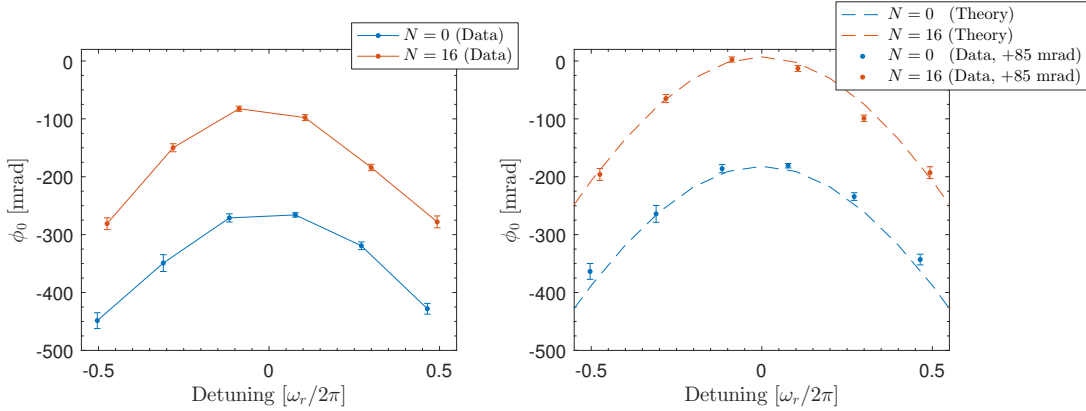 N = 0 (Data)
N = 16 (Data)
0
-100
-200
-300
-400
-500
ϕ₀ [mrad]
-0.5
0
0.5
Detuning [ωᵣ/2π]
N = 0 (Theory)
N = 16 (Theory)
N = 0 (Data, +85 mrad)
N = 16 (Data, +85 mrad)
0
-100
-200
-300
-400
-500
ϕ₀ [mrad]
-0.5
0
0.5
Detuning [ωᵣ/2π]